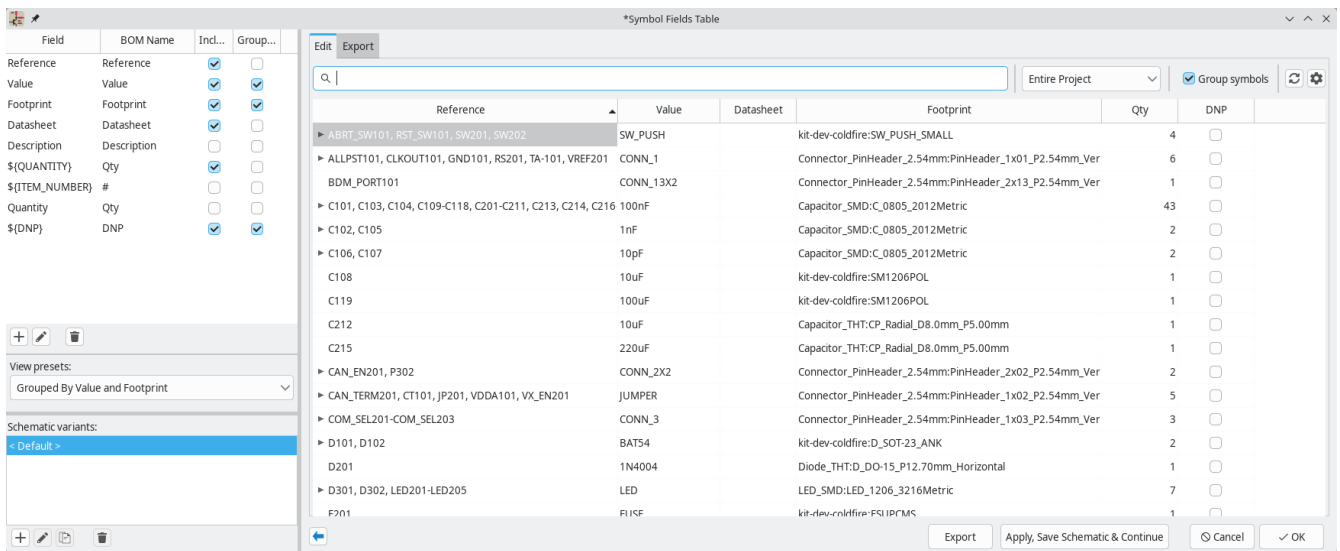 *Symbol Fields Table
Field BOM Name Incl... Group...
Reference Reference
Value Value
Footprint Footprint
Datasheet Datasheet
Description Description
${QUANTITY} Qty
${ITEM_NUMBER} #
Quantity Qty
${DNP} DNP
View presets:
Grouped By Value and Footprint
Schematic variants:
< Default >
Edit Export
Entire Project Group symbols
Reference Value Datasheet Footprint Qty DNP
ABRT_SW101, RST_SW101, SW201, SW202 SW_PUSH kit-dev-coldfire:SW_PUSH_SMALL 4
ALLPST101, CLKOUT101, GND101, RS201, TA-101, VREF201 CONN_1 Connector_PinHeader_2.54mm:PinHeader_1x01_P2.54mm_Ver 6
BDM_PORT101 CONN_13X2 Connector_PinHeader_2.54mm:PinHeader_2x13_P2.54mm_Ver 1
C101, C103, C104, C109-C118, C201-C211, C213, C214, C216 100nF Capacitor_SMD:C_0805_2012Metric 43
C102, C105 1nF Capacitor_SMD:C_0805_2012Metric 2
C106, C107 10pF Capacitor_SMD:C_0805_2012Metric 2
C108 10uF kit-dev-coldfire:SM1206POL 1
C119 100uF kit-dev-coldfire:SM1206POL 1
C212 10uF Capacitor_THT:CP_Radial_D8.0mm_P5.00mm 1
C215 220uF Capacitor_THT:CP_Radial_D8.0mm_P5.00mm 1
CAN_EN201, P302 CONN_2X2 Connector_PinHeader_2.54mm:PinHeader_2x02_P2.54mm_Ver 2
CAN_TERM201, CT101, JP201, VDDA101, VX_EN201 JUMPER Connector_PinHeader_2.54mm:PinHeader_1x02_P2.54mm_Ver 5
COM_SEL201-COM_SEL203 CONN_3 Connector_PinHeader_2.54mm:PinHeader_1x03_P2.54mm_Ver 3
D101, D102 BAT54 kit-dev-coldfire:D_SOT-23_ANK 2
D201 1N4004 Diode_THT:D_DO-15_P12.70mm_Horizontal 1
D301, D302, LED201-LED205 LED LED_SMD:LED_1206_3216Metric 7
F201 FUSE kit-dev-coldfire:FSUPCMS 1
Export Apply, Save Schematic & Continue Cancel OK